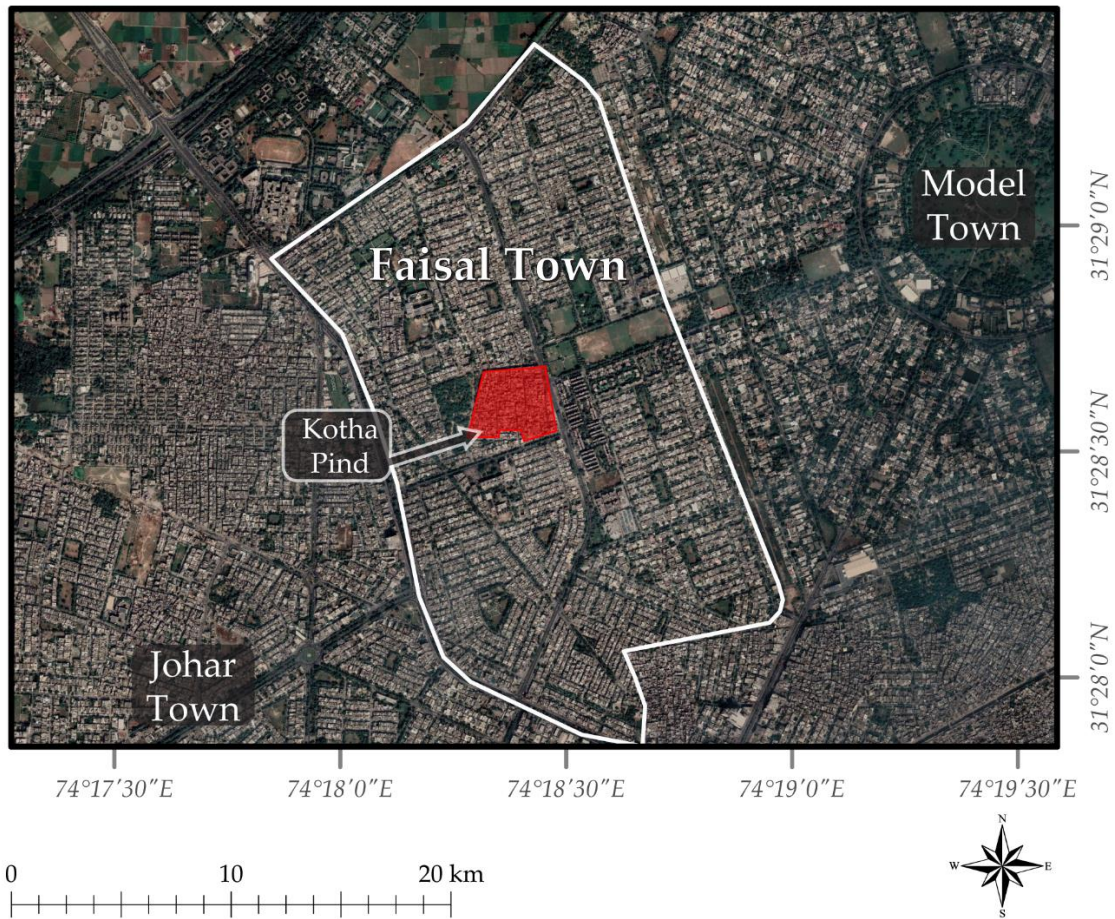 Model
Town
Faisal Town
Kotha
Pind
Johar
Town
31°29'0"N
31°28'30"N
31°28'0"N
74°17'30"E
74°18'0"E
74°18'30"E
74°19'0"E
74°19'30"E
N
W
E
S
0
10
20 km